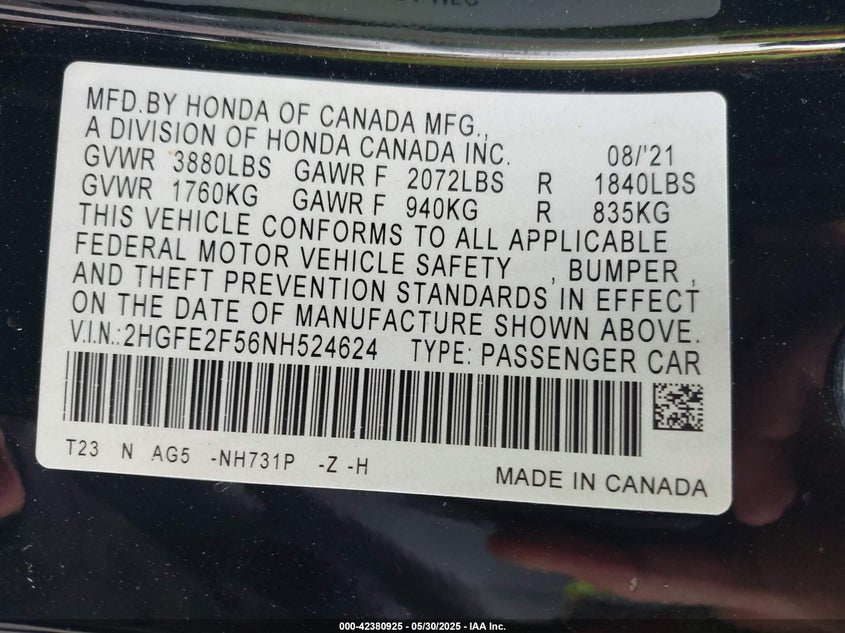 MFD.BY HONDA OF CANADA MFG.,
A DIVISION OF HONDA CANADA INC. 08/'21
GVWR 3880LBS GAWR F 2072LBS R 1840LBS
GVWR 1760KG GAWR F 940KG R 835KG
THIS VEHICLE CONFORMS TO ALL APPLICABLE
FEDERAL MOTOR VEHICLE SAFETY , BUMPER ,
AND THEFT PREVENTION STANDARDS IN EFFECT
ON THE DATE OF MANUFACTURE SHOWN ABOVE.
V.I.N.:2HGFE2F56NH524624 TYPE: PASSENGER CAR
T23 N AG5 -NH731P -Z -H
MADE IN CANADA
000-42380925 - 05/30/2025 - IAA Inc.